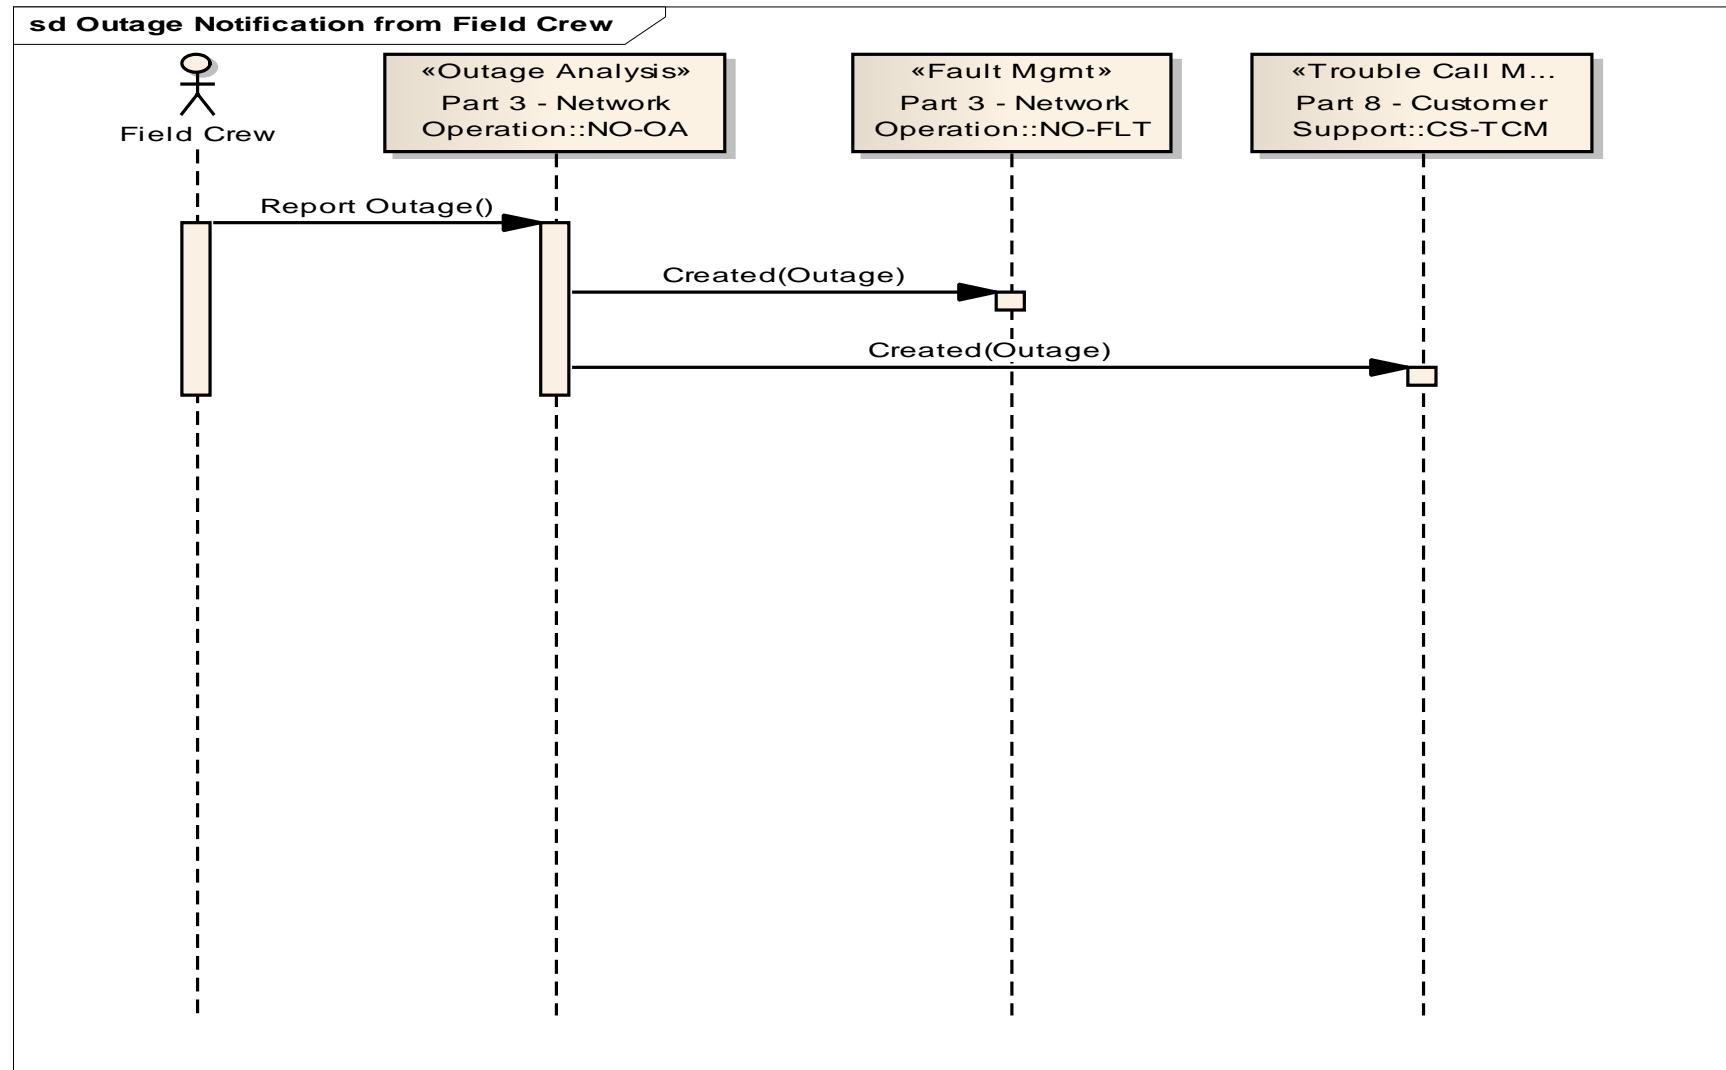 sd Outage Notification from Field Crew
Field Crew
«Outage Analysis»
Part 3 - Network
Operation::NO-OA
«Fault Mgmt»
Part 3 - Network
Operation::NO-FLT
«Trouble Call M...
Part 8 - Customer
Support::CS-TCM
Report Outage()
Created(Outage)
Created(Outage)